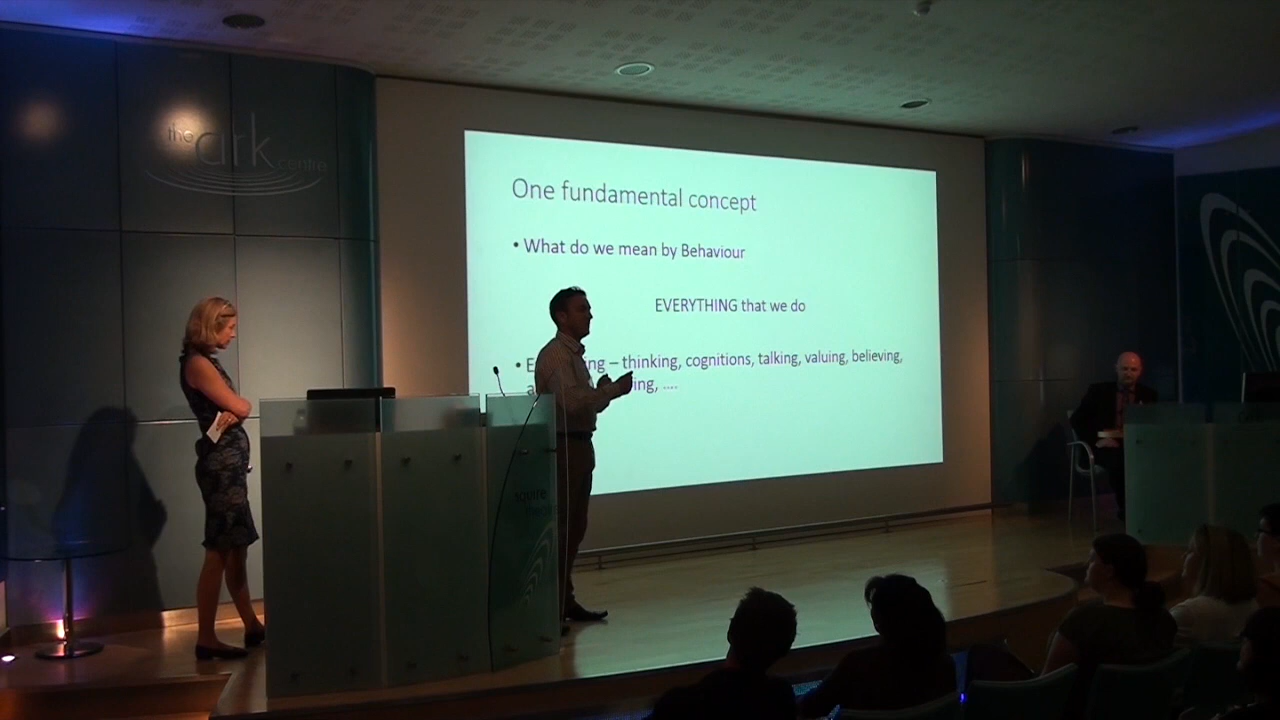 the ark centre
One fundamental concept
• What do we mean by Behaviour
EVERYTHING that we do
• – thinking, cognitions, talking, valuing, believing,
....